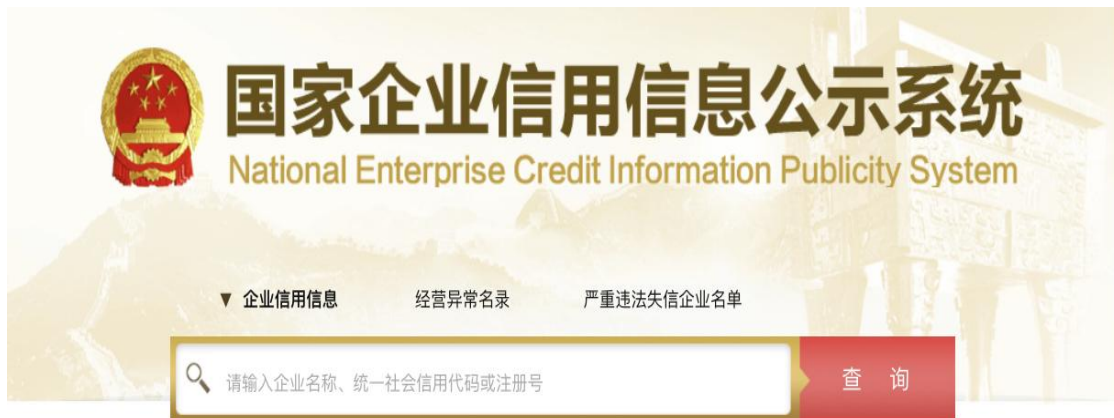 国家企业信用信息公示系统
National Enterprise Credit Information Publicity System
企业信用信息 经营异常名录 严重违法失信企业名单
请输入企业名称、统一社会信用代码或注册号 查询